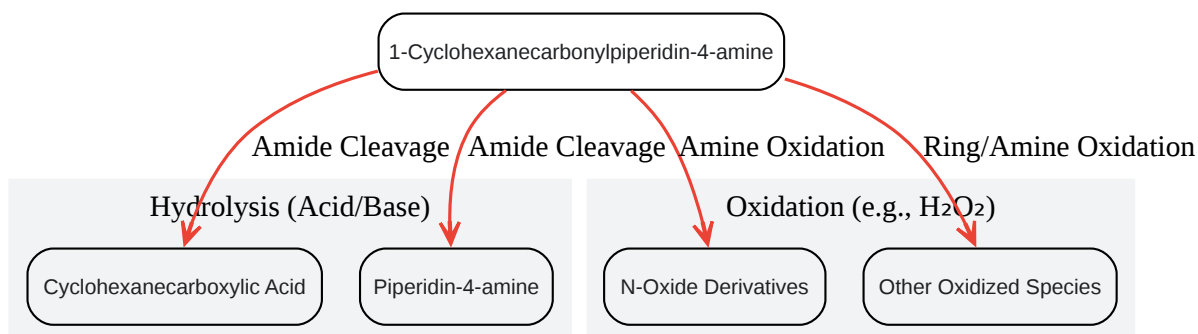 1-Cyclohexanecarbonylpiperidin-4-amine
Amide Cleavage
Amide Cleavage
Amine Oxidation
Ring/Amine Oxidation
Hydrolysis (Acid/Base)
Oxidation (e.g., H₂O₂)
Cyclohexanecarboxylic Acid
Piperidin-4-amine
N-Oxide Derivatives
Other Oxidized Species